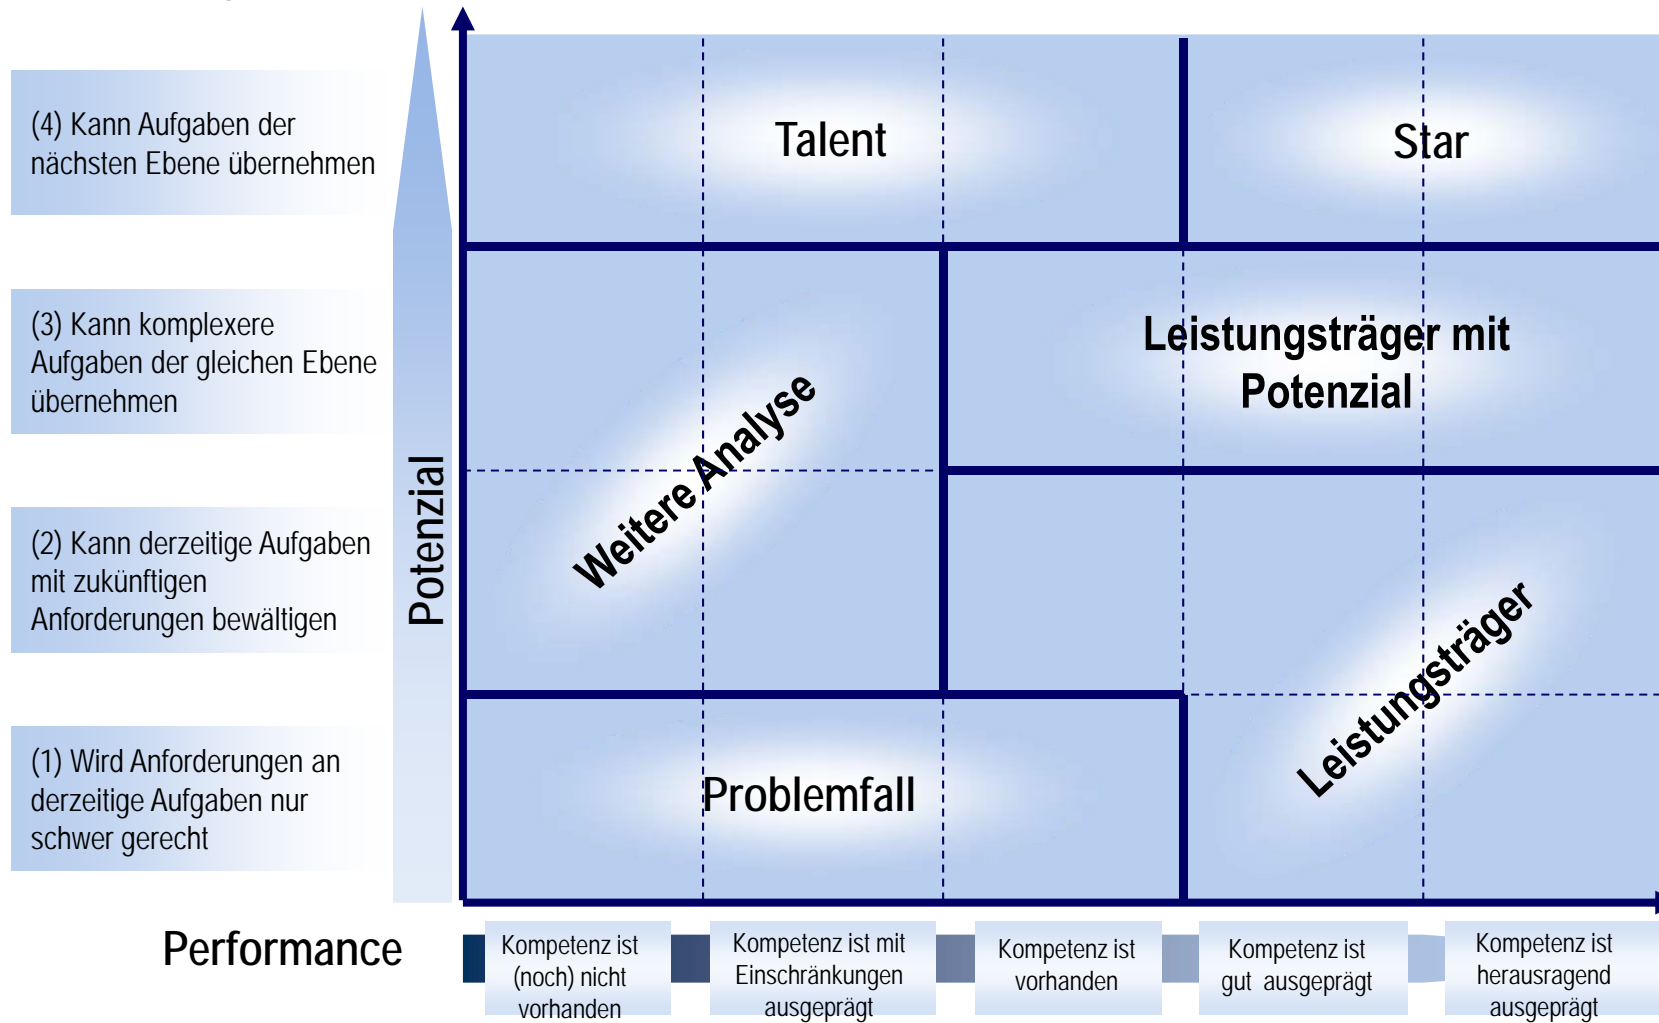 (4) Kann Aufgaben der
nächsten Ebene übernehmen
(3) Kann komplexere
Aufgaben der gleichen Ebene
übernehmen
(2) Kann derzeitige Aufgaben
mit zukünftigen
Anforderungen bewältigen
(1) Wird Anforderungen an
derzeitige Aufgaben nur
schwer gerecht
Potenzial
Talent
Star
Leistungsträger mit
Potenzial
Weitere Analyse
Leistungsträger
Problemfall
Performance
Kompetenz ist
(noch) nicht
vorhanden
Kompetenz ist mit
Einschränkungen
ausgeprägt
Kompetenz ist
vorhanden
Kompetenz ist
gut ausgeprägt
Kompetenz ist
herausragend
ausgeprägt